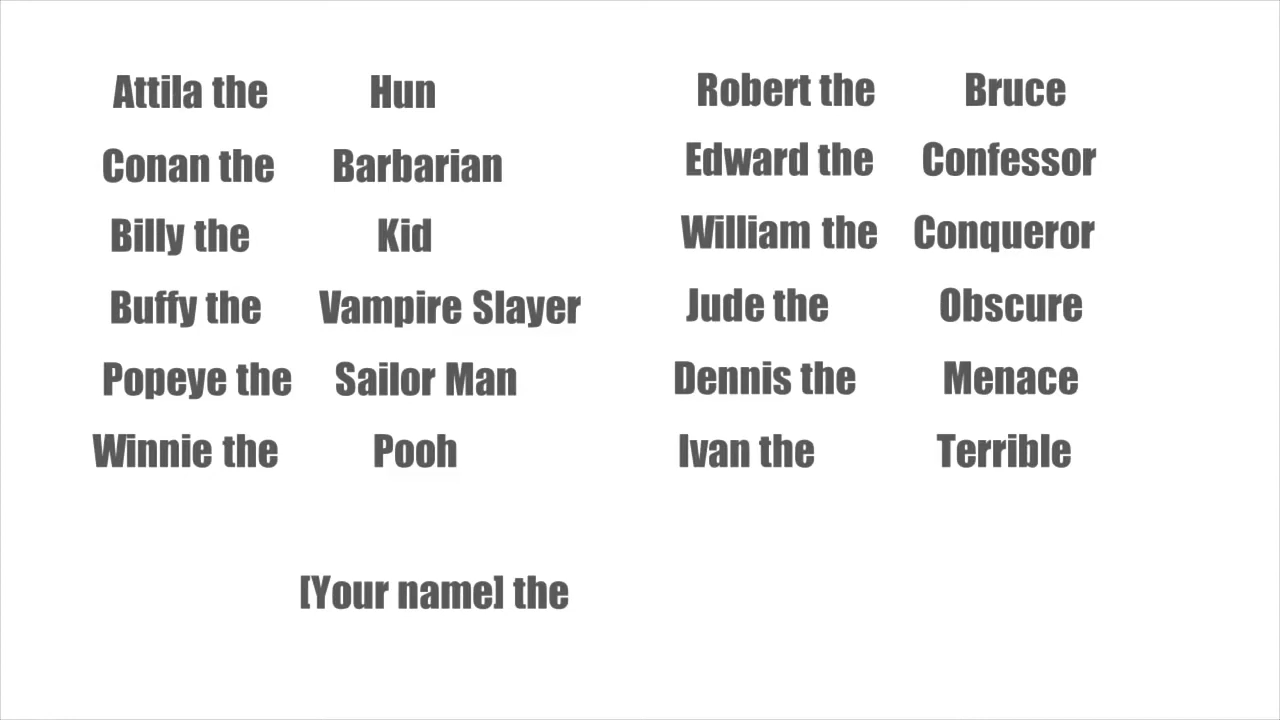 Attila the Hun
Conan the Barbarian
Billy the Kid
Buffy the Vampire Slayer
Popeye the Sailor Man
Winnie the Pooh
Robert the Bruce
Edward the Confessor
William the Conqueror
Jude the Obscure
Dennis the Menace
Ivan the Terrible
[Your name] the